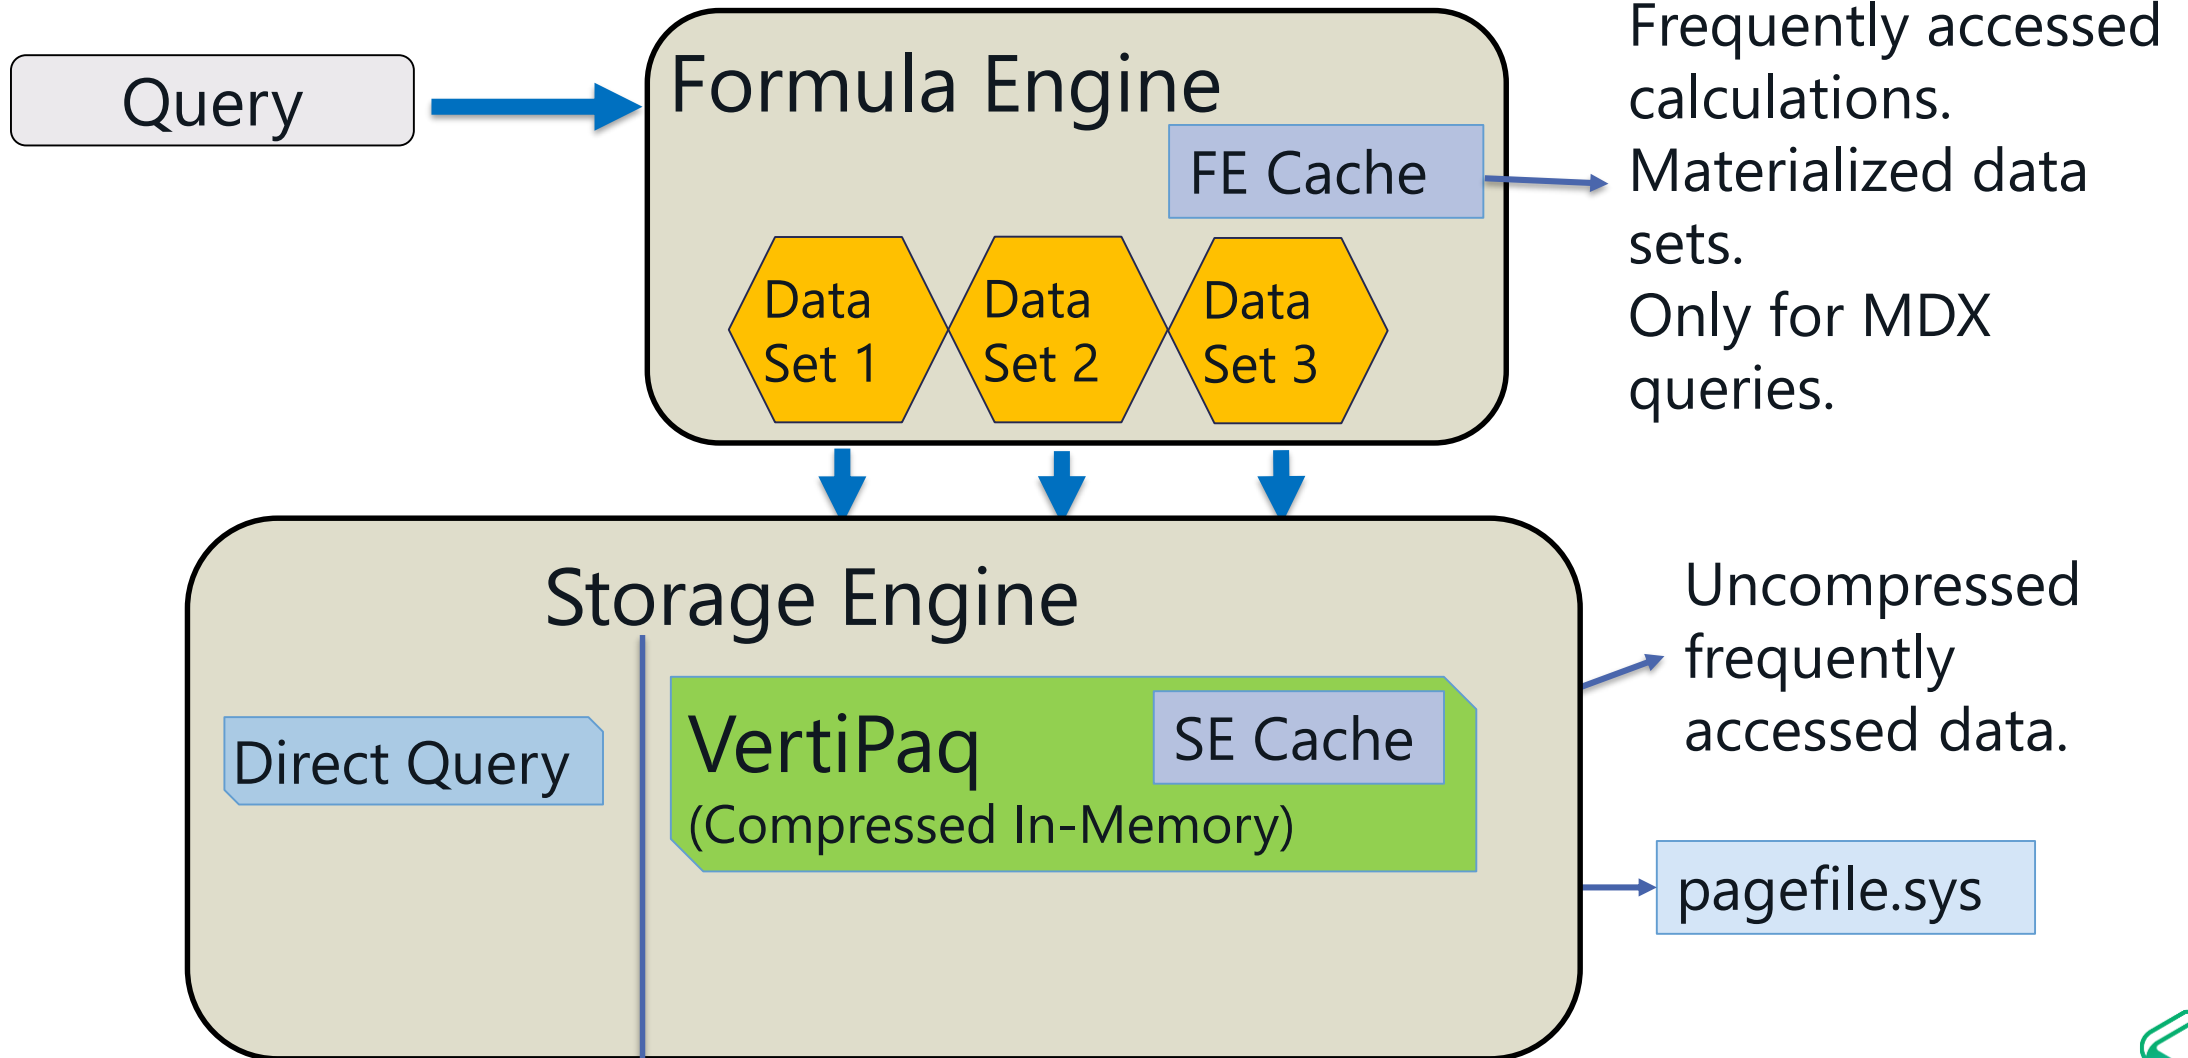 Query
Formula Engine
FE Cache
Data
Set 1
Data
Set 2
Data
Set 3
Frequently accessed
calculations.
Materialized data
sets.
Only for MDX
queries.
Storage Engine
Direct Query
VertiPaq
(Compressed In-Memory)
SE Cache
Uncompressed
frequently
accessed data.
pagefile.sys